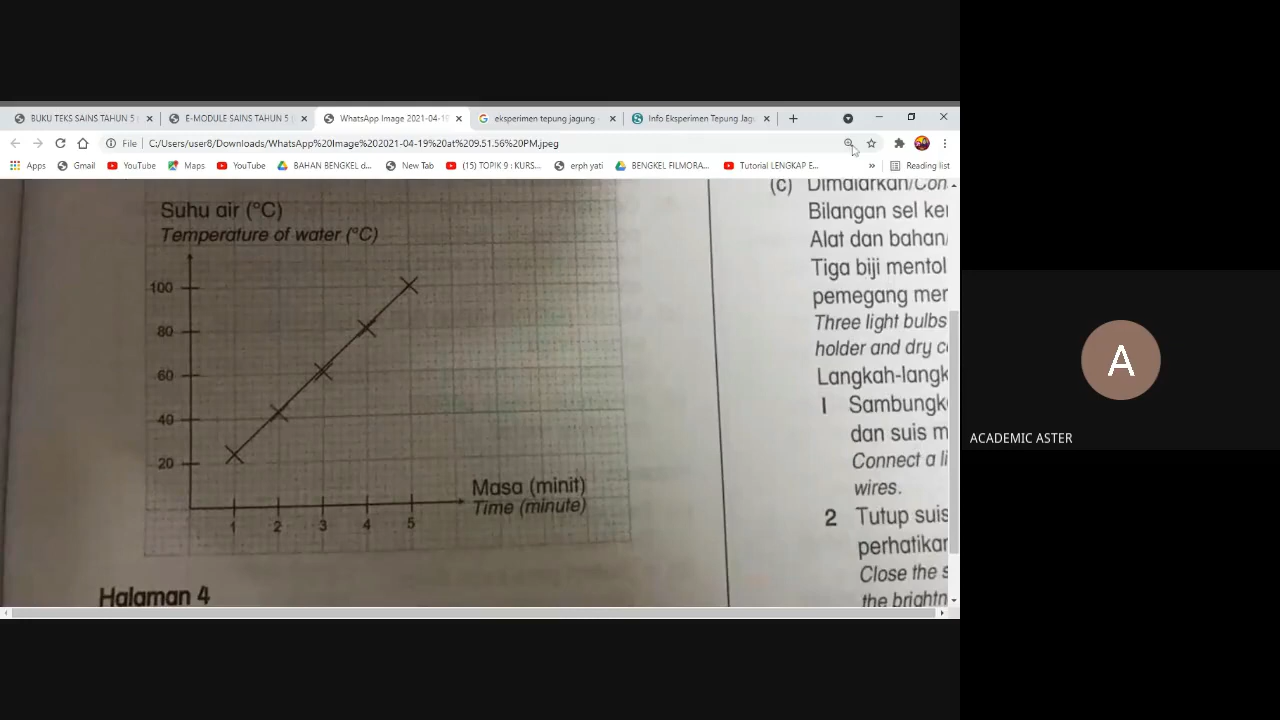 BUKU TEKS SAINS TAHUN 5
E-MODULE SAINS TAHUN 5
WhatsApp Image 2021-04-19
eksperimen tepung jagung
Info Eksperimen Tepung Jag
File
C:/Users/user8/Downloads/WhatsApp%20Image%202021-04-19%20at%209.51.56%20PM.jpeg
Apps
Gmail
YouTube
Maps
YouTube
BAHAN BENGKEL d...
(15) TOPIK 9 : KURS...
erph yati
BENGKEL FILMORA...
Tutorial LENGKAP E...
»
Reading list
Suhu air (°C)
Temperature of water (°C)
100
80
60
40
20
1 2 3 4 5
Masa (minit)
Time (minute)
Halaman 4
(c) Dimalarkan/Con
Bilangan sel ke
Alat dan bahan/
Tiga biji mentol
pemegang mer
Three light bulbs
holder and dry c
Langkah-langk
1 Sambungk
dan suis m
Connect a li
wires.
2 Tutup suis
perhatikar
Close the s
the brightn
A
ACADEMIC ASTER